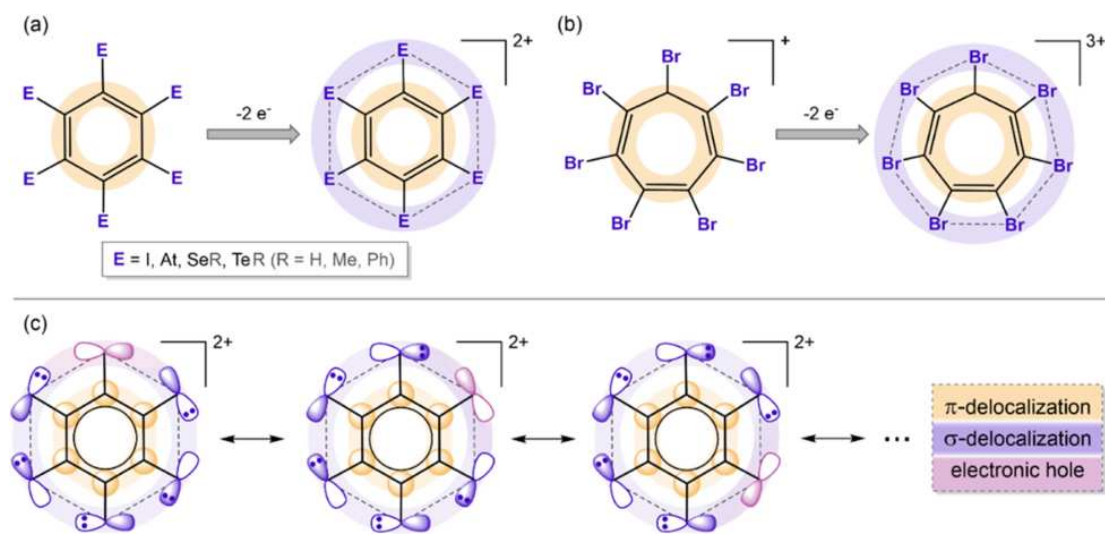 (a)
E
E
E
E
E
E
-2 e⁻
E
E
E
E
E
E
2+
E = I, At, SeR, TeR (R = H, Me, Ph)
(b)
Br
Br
Br
Br
Br
Br
Br
+
-2 e⁻
Br
Br
Br
Br
Br
Br
Br
3+
(c)
2+
2+
2+
...
π-delocalization
σ-delocalization
electronic hole